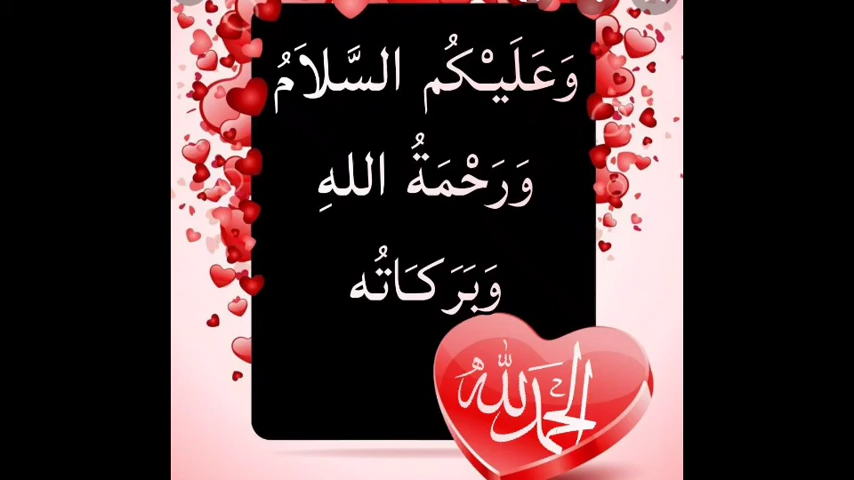 وَعَلَيْكُم السَّلاَمُ
وَرَحْمَةُ اللهِ
وَبَرَكَاتُه
الحمد لله